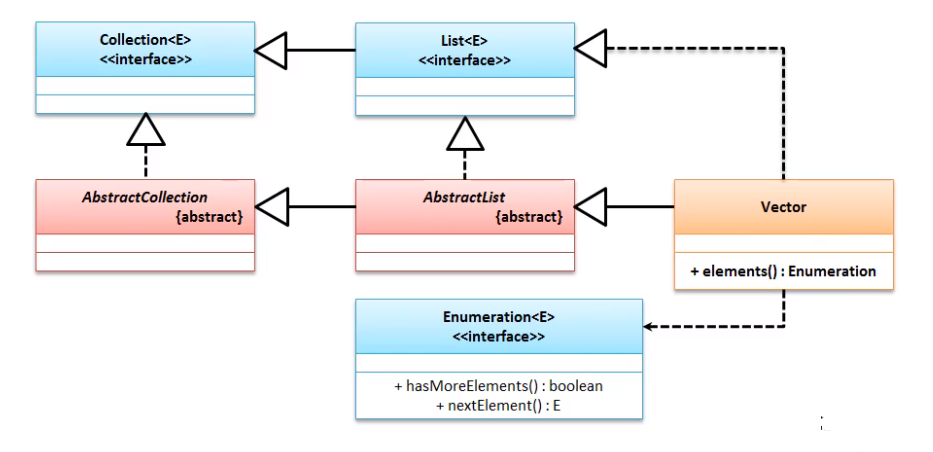 Collection<E>
<<interface>>
List<E>
<<interface>>
AbstractCollection
{abstract}
AbstractList
{abstract}
Vector
+ elements() : Enumeration
Enumeration<E>
<<interface>>
+ hasMoreElements() : boolean
+ nextElement() : E